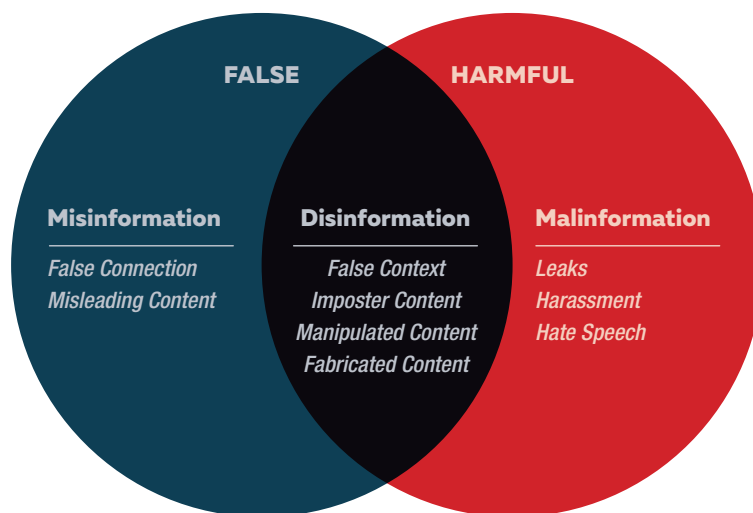 FALSE
HARMFUL
Misinformation
False Connection
Misleading Content
Disinformation
False Context
Imposter Content
Manipulated Content
Fabricated Content
Malinformation
Leaks
Harassment
Hate Speech